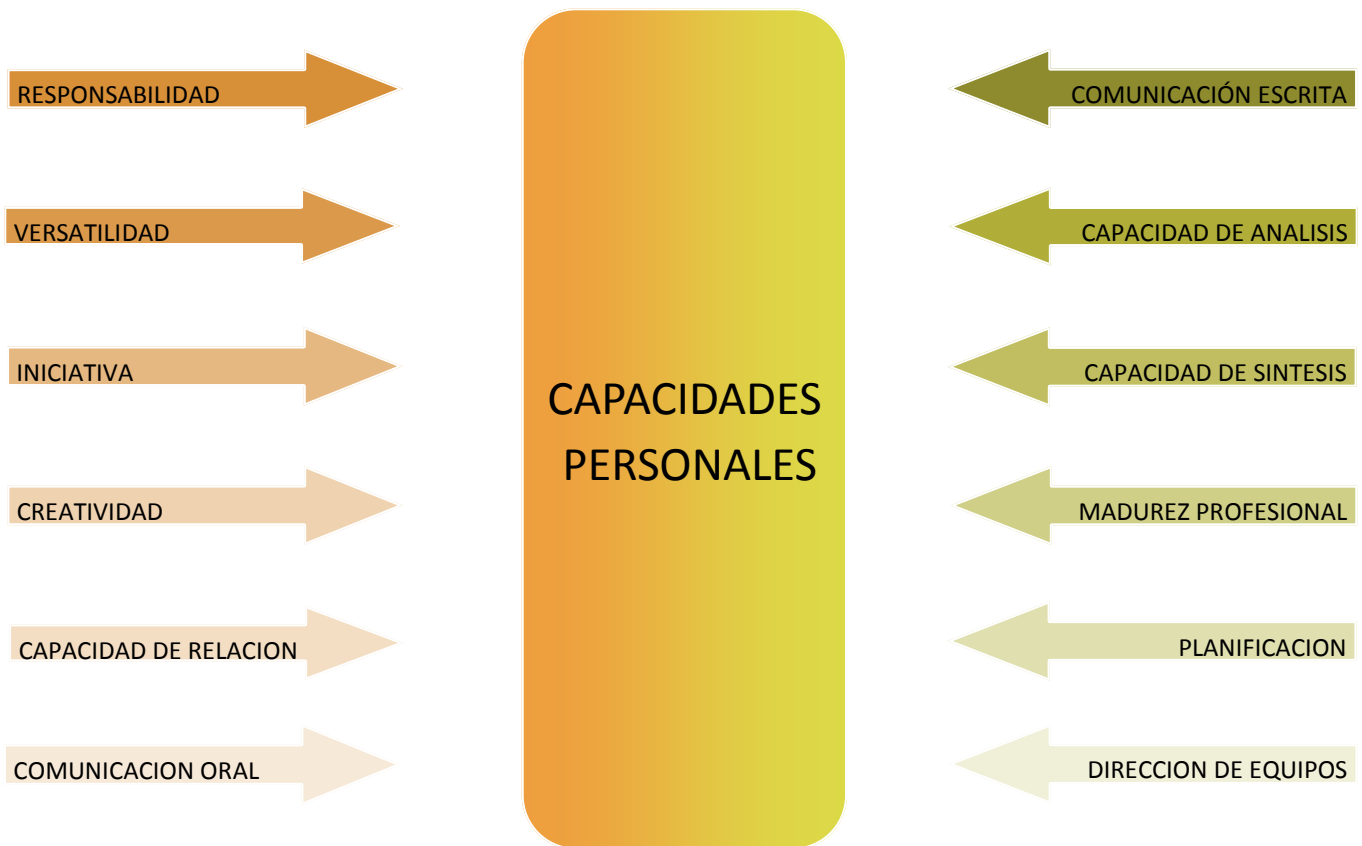 RESPONSABILIDAD
VERSATILIDAD
INICIATIVA
CREATIVIDAD
CAPACIDAD DE RELACION
COMUNICACION ORAL
CAPACIDADES
PERSONALES
COMUNICACIÓN ESCRITA
CAPACIDAD DE ANALISIS
CAPACIDAD DE SINTESIS
MADUREZ PROFESIONAL
PLANIFICACION
DIRECCION DE EQUIPOS